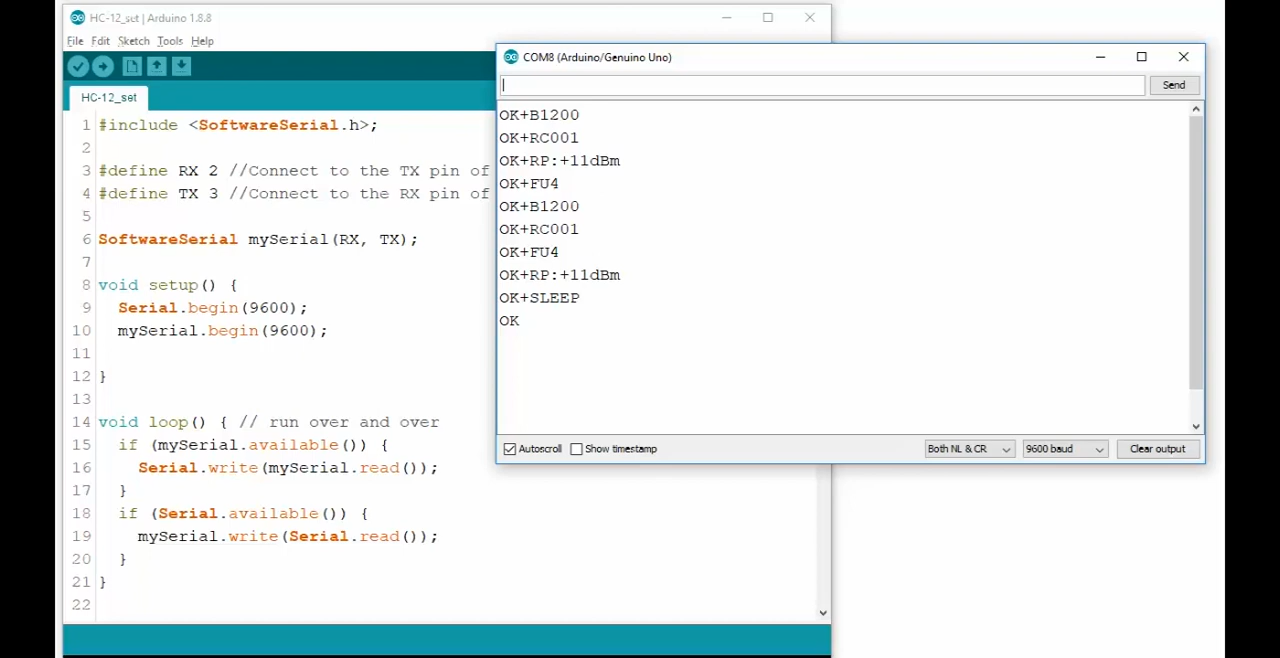 HC-12_set | Arduino 1.8.8
File Edit Sketch Tools Help
HC-12_set
1 #include <SoftwareSerial.h>;
2
3 #define RX 2 //Connect to the TX pin of
4 #define TX 3 //Connect to the RX pin of
5
6 SoftwareSerial mySerial(RX, TX);
7
8 void setup() {
9 Serial.begin(9600);
10 mySerial.begin(9600);
11
12 }
13
14 void loop() { // run over and over
15 if (mySerial.available()) {
16 Serial.write(mySerial.read());
17 }
18 if (Serial.available()) {
19 mySerial.write(Serial.read());
20 }
21 }
22
COM8 (Arduino/Genuino Uno)
Send
OK+B1200
OK+RC001
OK+RP:+11dBm
OK+FU4
OK+B1200
OK+RC001
OK+FU4
OK+RP:+11dBm
OK+SLEEP
OK
Autoscroll Show timestamp Both NL & CR 9600 baud Clear output